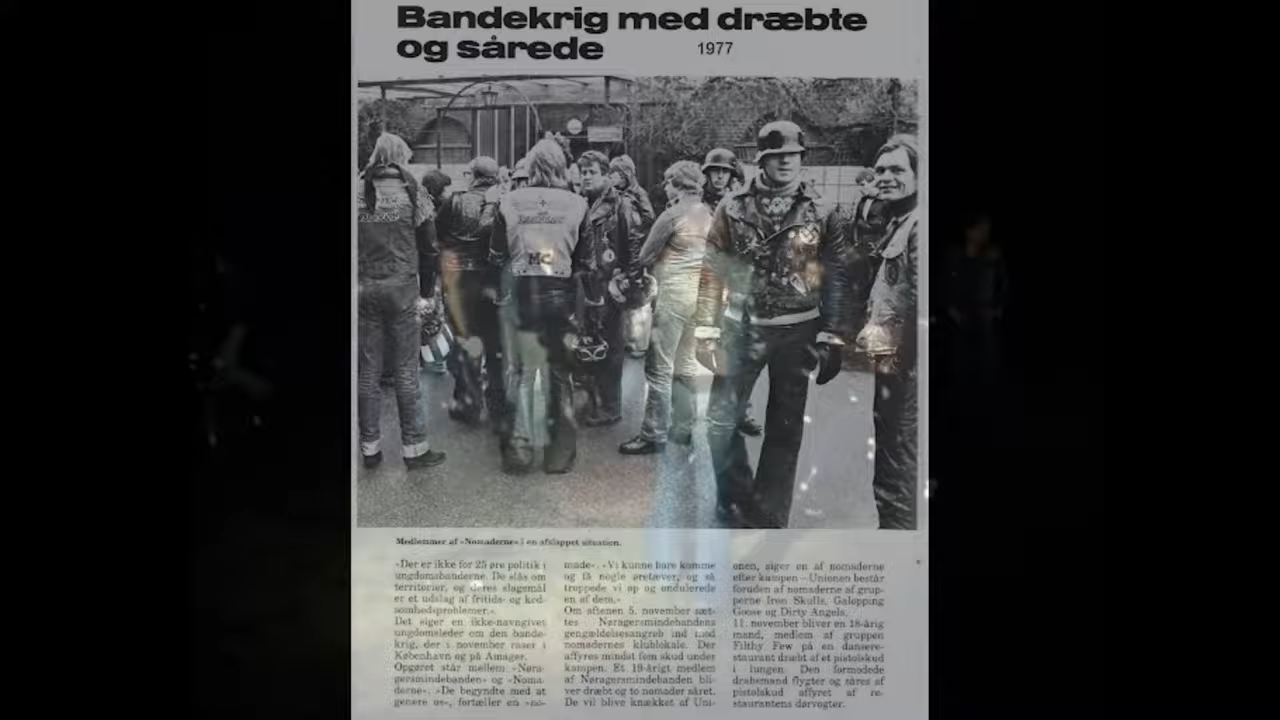 Bandekrig med dræbte
og sårede
1977
MC
Medlemmer af »Nomaderne« i en afslappet situation.
»Der er ikke for 25 øre politik i
ungdomsbanderne. De slås om
territorier, og deres slagsmål
er et udslag af fritids- og ked-
somhedsproblemer.«
Det siger en ikke-navngivet
ungdomsleder om den bande-
krig, der i november raser i
København og på Amager.
Opgøret står mellem »Nøra-
gersmindebanden« og »Noma-
derne«. »De begyndte med at
genere os«, fortæller en »no-
made«. »Vi kunne bare komme
og få nogle øretæver, og så
troppede vi op og ondulerede
en af dem.«
Om aftenen 5. november sæt-
tes Nøragersmindebandens
gengældelsesangreb ind mod
nomadernes klublokale. Der
affyres mindst fem skud under
kampen. Et 19-årigt medlem
af Nøragersmindebanden bli-
ver dræbt og to nomader såret.
De vil blive knækket af Uni-
onen, siger en af nomaderne
efter kampen – Unionen består
foruden af nomaderne af grup-
perne Iren Skulls, Galopping
Goose og Dirty Angels.
11. november bliver en 18-årig
mand, medlem af gruppen
Filthy Few på en danserе-
staurant dræbt af et pistolskud
i lungen. Den formodede
drabsmand flygter og såres af
pistolskud affyret af re-
staurantens dørvogter.